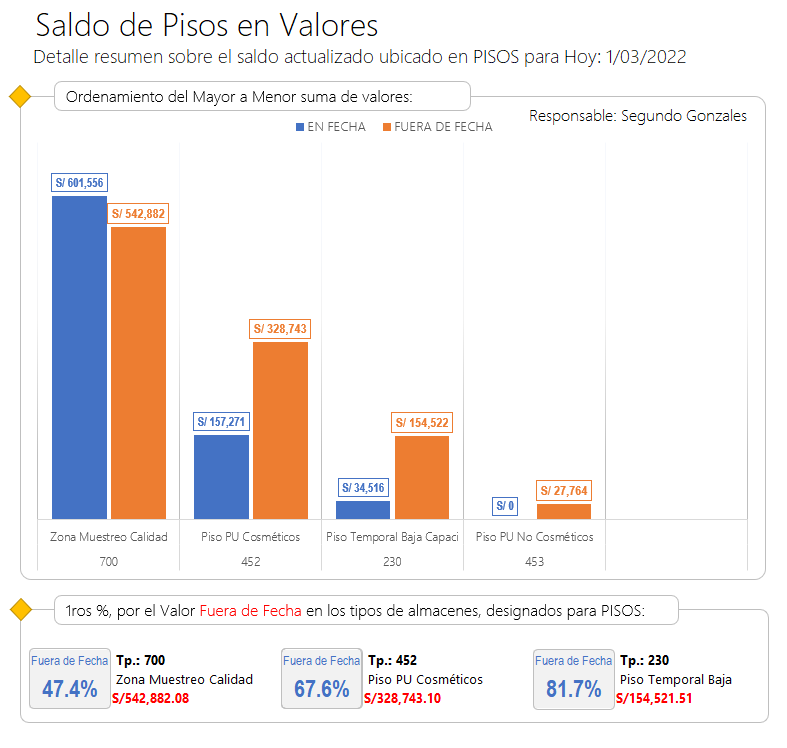 Saldo de Pisos en Valores
Detalle resumen sobre el saldo actualizado ubicado en PISOS para Hoy: 1/03/2022
Ordenamiento del Mayor a Menor suma de valores:
Responsable: Segundo Gonzales
EN FECHA FUERA DE FECHA
S/ 601,556
S/ 542,882
S/ 328,743
S/ 157,271
S/ 154,522
S/ 34,516
S/ 27,764
S/ 0
Zona Muestreo Calidad Piso PU Cosméticos Piso Temporal Baja Capaci Piso PU No Cosméticos
700 452 230 453
1ros %, por el Valor Fuera de Fecha en los tipos de almacenes, designados para PISOS:
Fuera de Fecha
47.4%
Tp.: 700
Zona Muestreo Calidad
S/542,882.08
Fuera de Fecha
67.6%
Tp.: 452
Piso PU Cosméticos
S/328,743.10
Fuera de Fecha
81.7%
Tp.: 230
Piso Temporal Baja
S/154,521.51